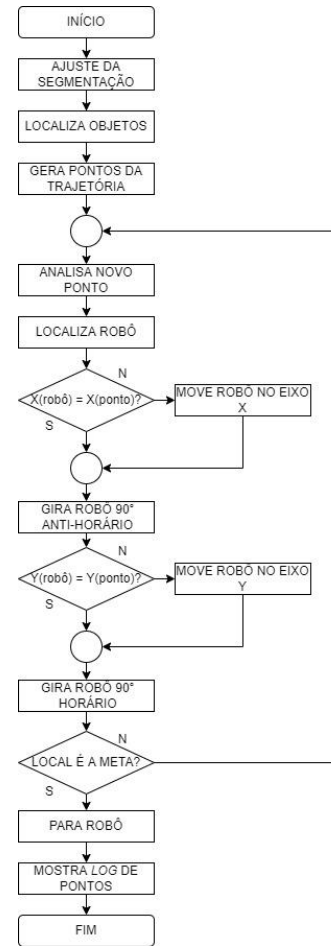 INÍCIO
AJUSTE DA
SEGMENTAÇÃO
LOCALIZA OBJETOS
GERA PONTOS DA
TRAJETÓRIA
ANALISA NOVO
PONTO
LOCALIZA ROBÔ
N
X(robô) = X(ponto)?
MOVE ROBÔ NO EIXO
X
S
GIRA ROBÔ 90°
ANTI-HORÁRIO
N
Y(robô) = Y(ponto)?
MOVE ROBÔ NO EIXO
Y
S
GIRA ROBÔ 90°
HORÁRIO
N
LOCAL É A META?
S
PARA ROBÔ
MOSTRA LOG DE
PONTOS
FIM